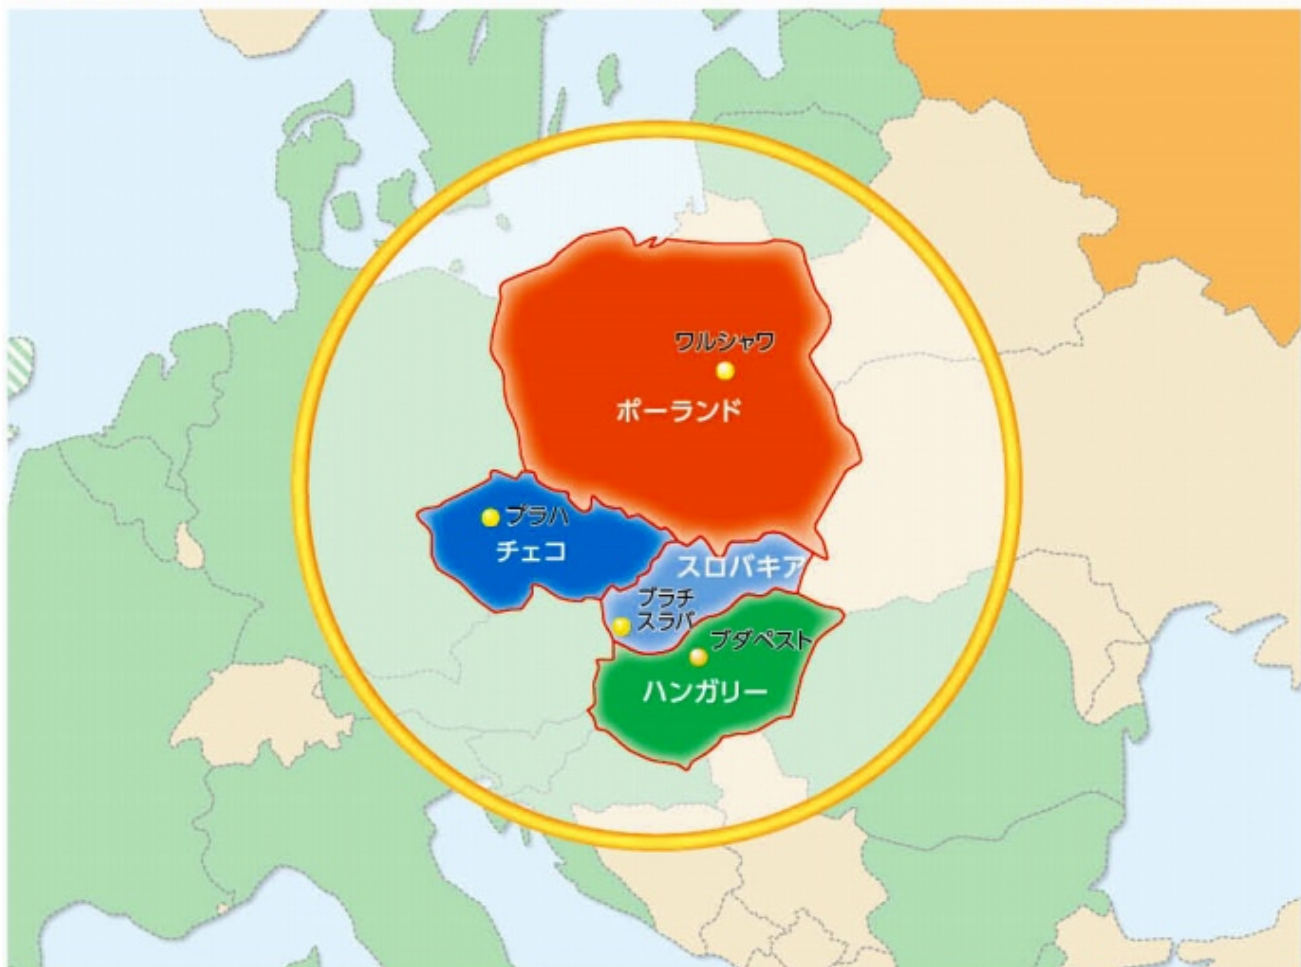 ワルシャワ
ポーランド
プラハ
チェコ
スロバキア
ブラチ
スラバ
ブダペスト
ハンガリー